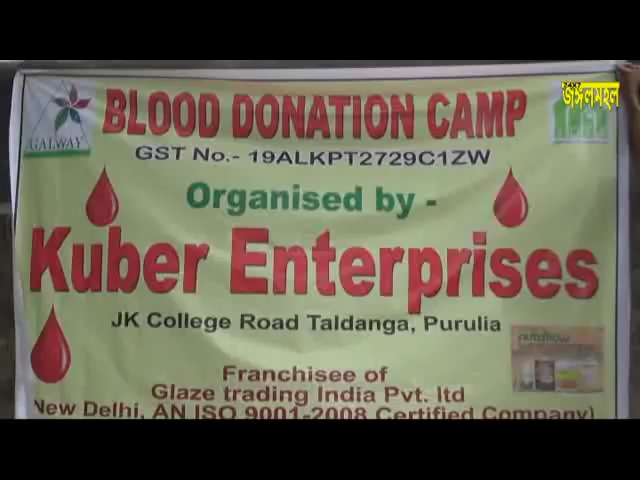 জঙ্গলমহল
GALWAY
BLOOD DONATION CAMP
GST No.- 19ALKPT2729C1ZW
Organised by -
Kuber Enterprises
JK College Road Taldanga, Purulia
Franchisee of
Glaze trading India Pvt. ltd
New Delhi, AN ISO 9001-2008 Certified Company)